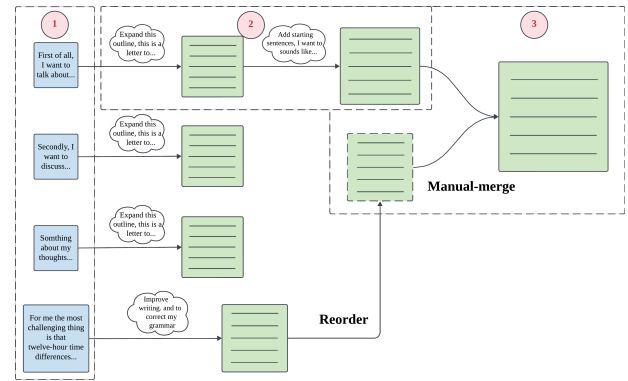 1
2
3
First of all,
I want to
talk about...
Expand this
outline, this is a
letter to...
Add starting
sentences, I want to
sounds like...
Secondly, I
want to
discuss...
Expand this
outline, this is a
letter to...
Manual-merge
Somthing
about my
thoughts...
Expand this
outline, this is a
letter to...
For me the most
challenging thing
is that
twelve-hour time
differences...
Improve
writing. and to
correct my
grammar
Reorder